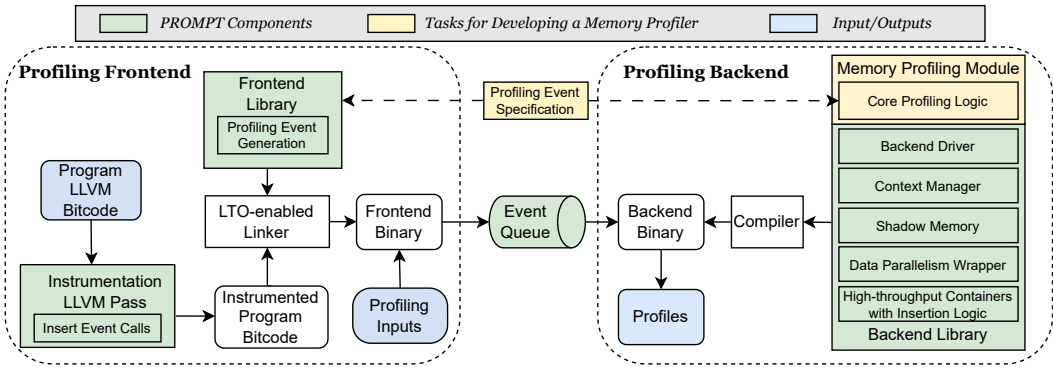 PROMPT Components
Tasks for Developing a Memory Profiler
Input/Outputs
Profiling Frontend
Frontend
Library
Profiling Event
Generation
Program
LLVM
Bitcode
LTO-enabled
Linker
Frontend
Binary
Instrumentation
LLVM Pass
Insert Event Calls
Instrumented
Program
Bitcode
Profiling
Inputs
Profiling Event
Specification
Event
Queue
Profiling Backend
Backend
Binary
Compiler
Profiles
Memory Profiling Module
Core Profiling Logic
Backend Driver
Context Manager
Shadow Memory
Data Parallelism Wrapper
High-throughput Containers
with Insertion Logic
Backend Library